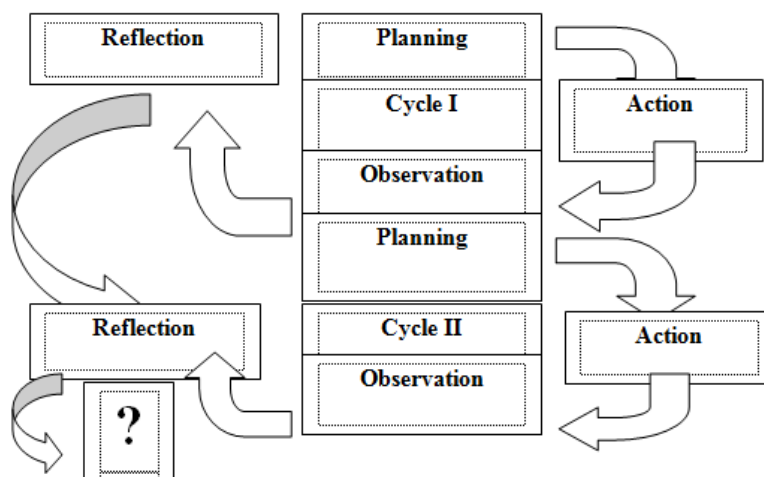 Reflection
Planning
Cycle I
Action
Observation
Planning
Reflection
Cycle II
Action
Observation
?